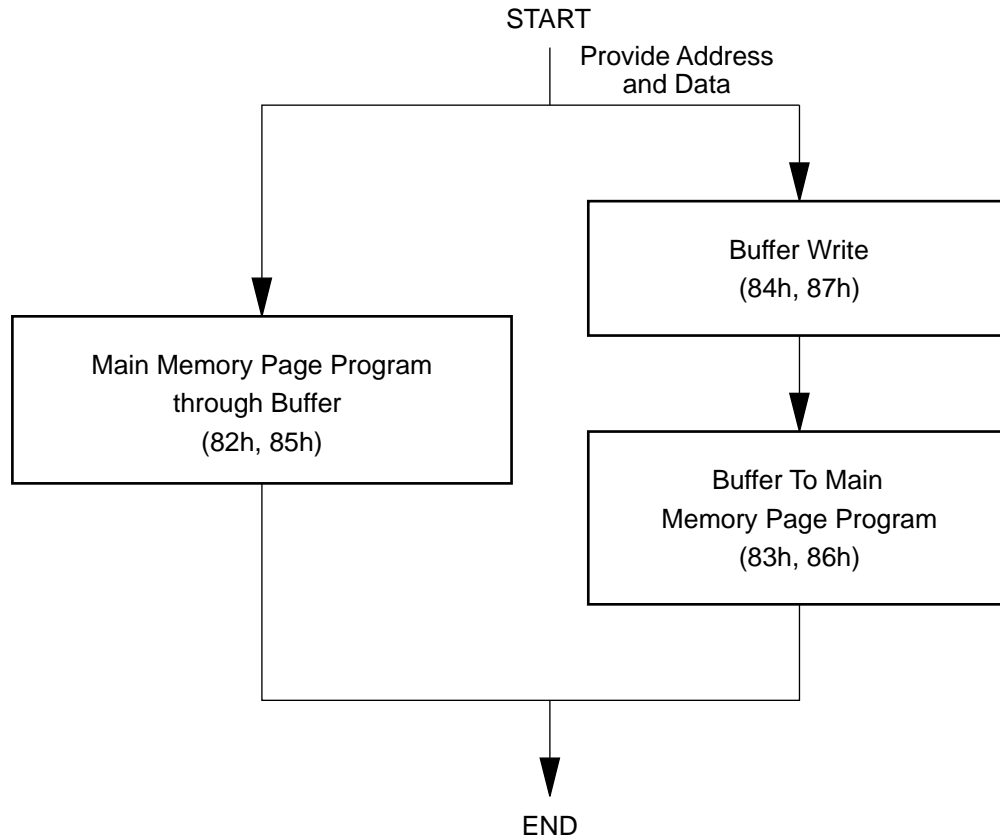 START
Provide Address
and Data
Buffer Write
(84h, 87h)
Main Memory Page Program
through Buffer
(82h, 85h)
Buffer To Main
Memory Page Program
(83h, 86h)
END